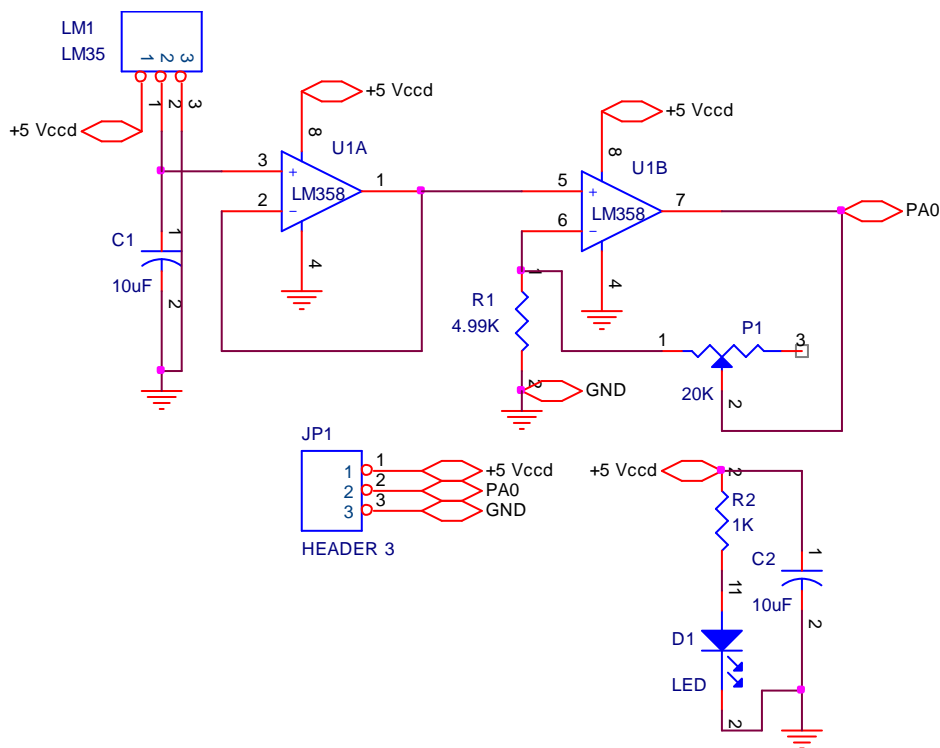 LM1
LM35
1 2 3
1 2 3
+5 Vccd
+5 Vccd
8
U1A
3
1
2
LM358
4
C1
1
10uF
2
+5 Vccd
8
U1B
5
7
6
LM358
4
PA0
1
R1
4.99K
2
GND
1
P1
3
20K
2
JP1
1 1 +5 Vccd
2 2 PA0
3 3 GND
HEADER 3
+5 Vccd
2
R2
1K
11
C2
1
10uF
2
D1
LED
2